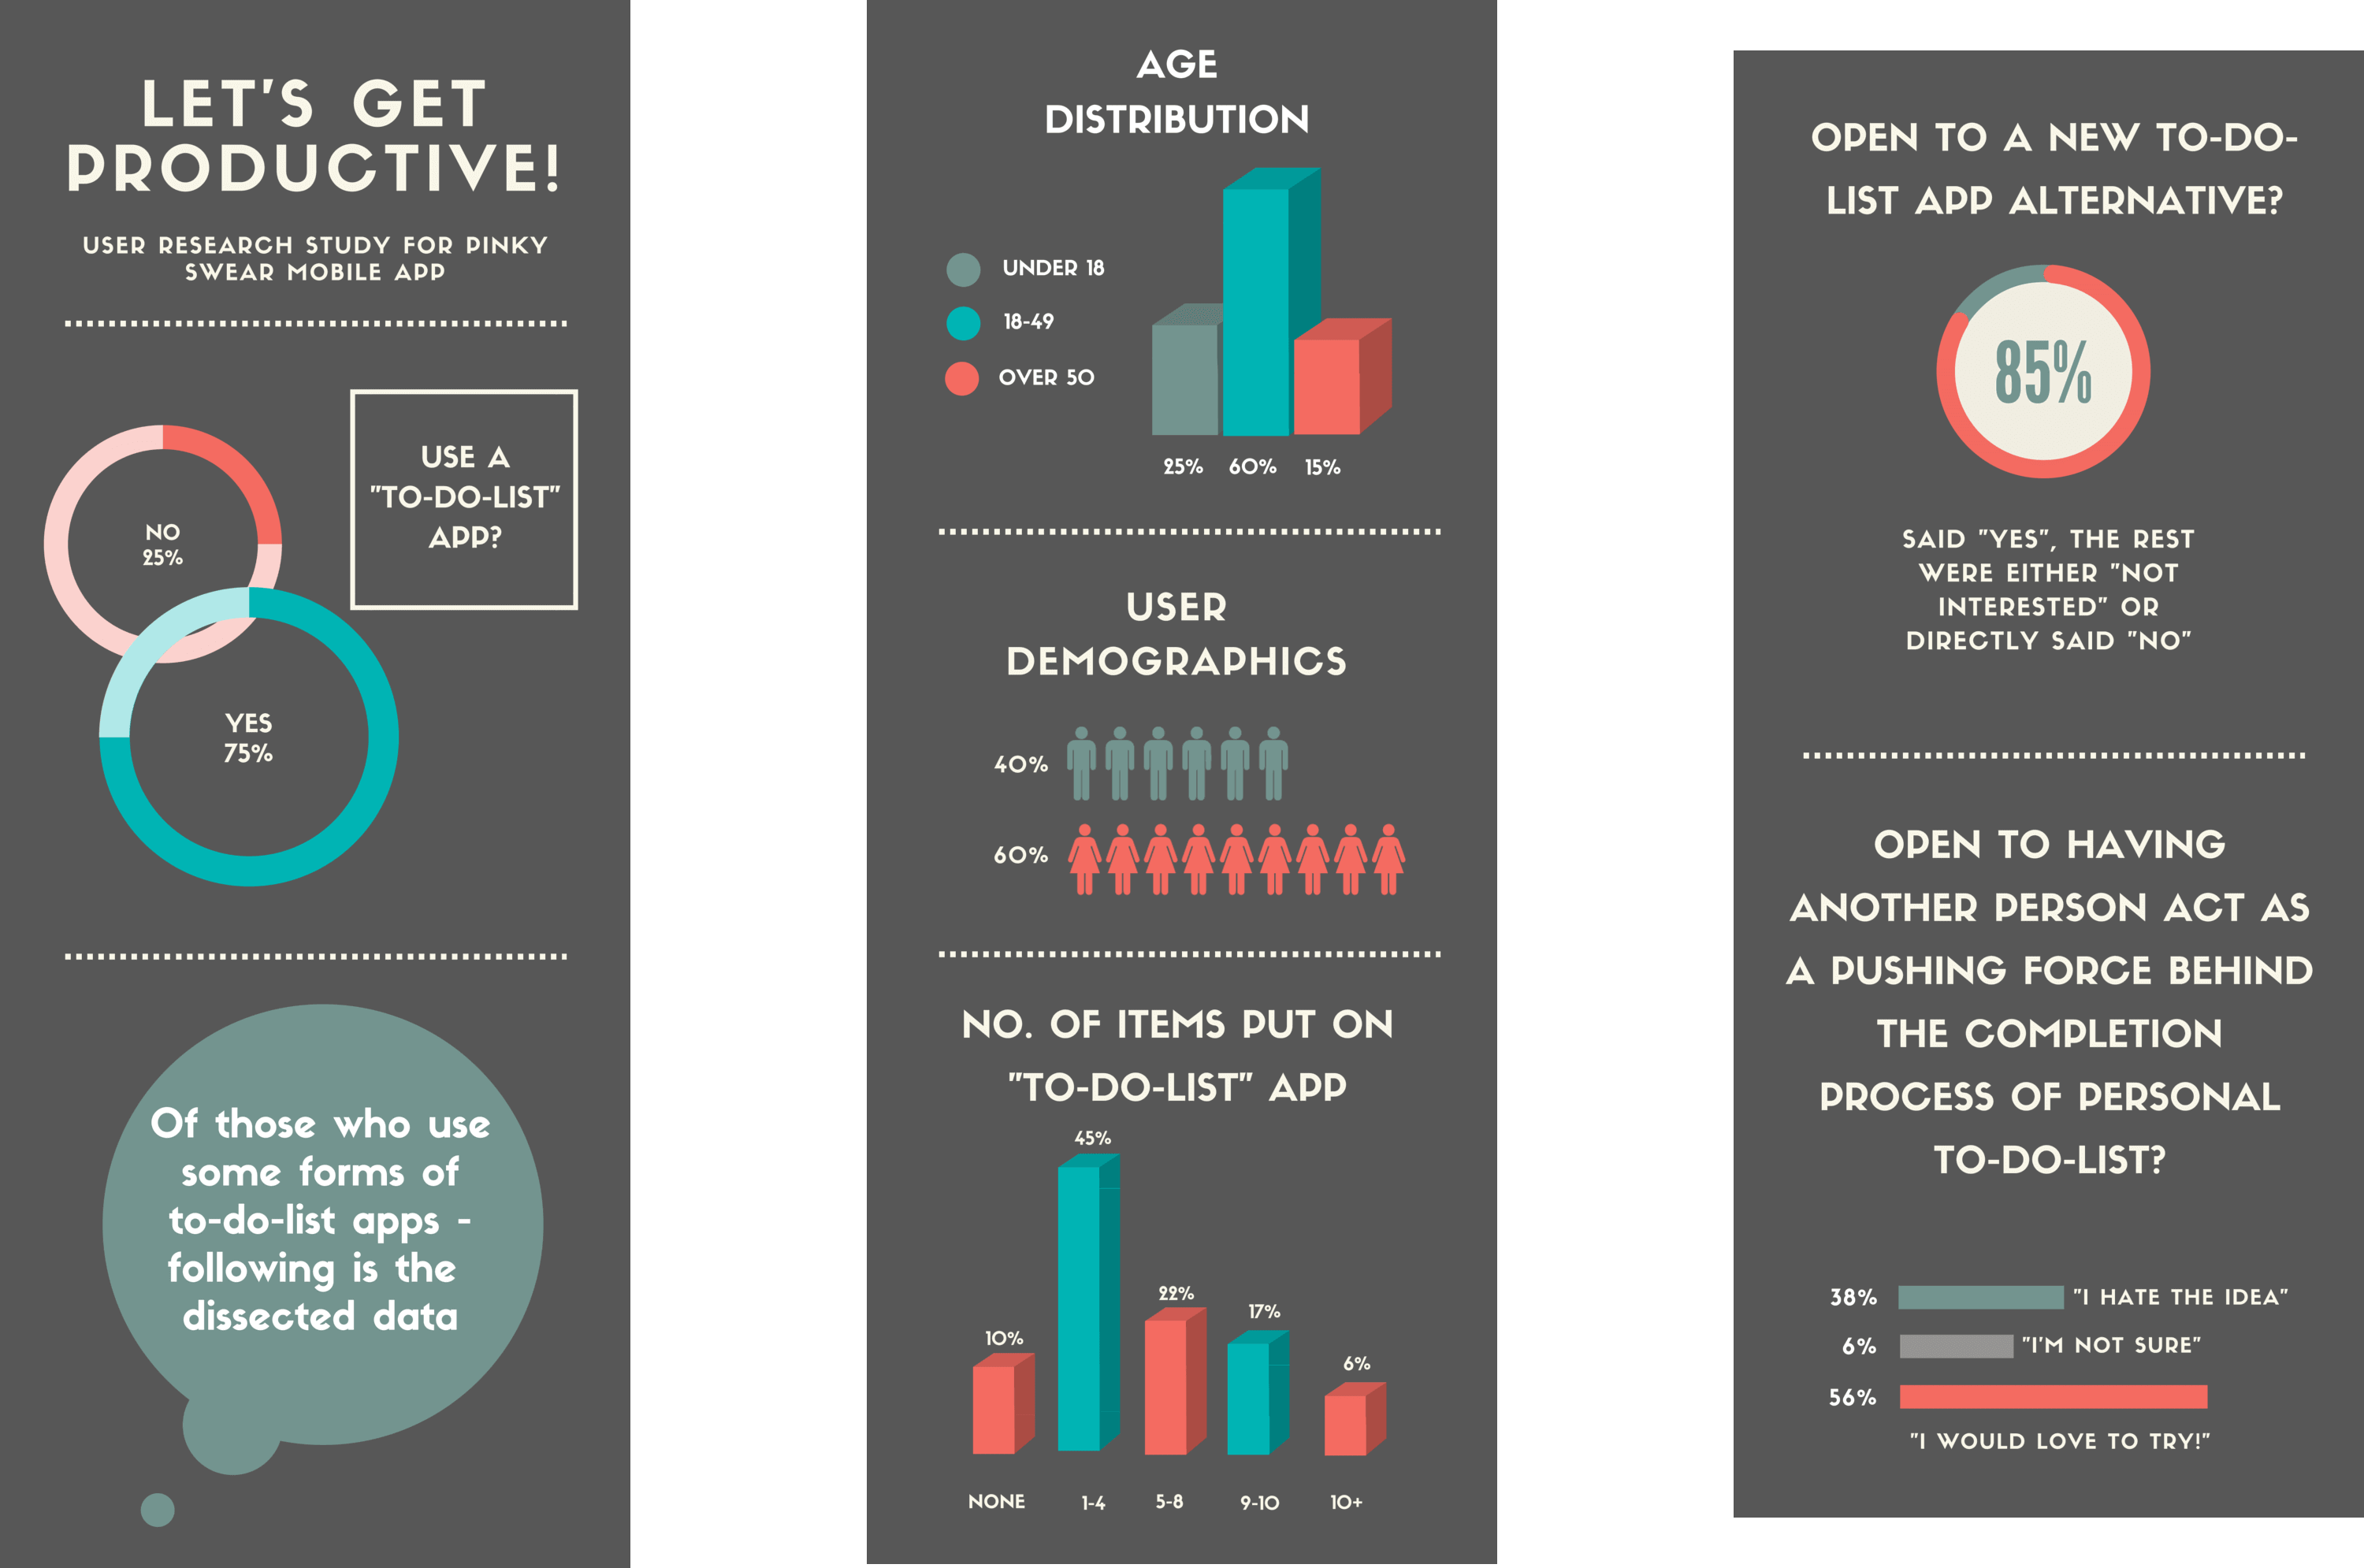 LET'S GET
PRODUCTIVE!
USER RESEARCH STUDY FOR PINKY
SWEAR MOBILE APP
USE A
"TO-DO-LIST"
APP?
NO
25%
YES
75%
Of those who use
some forms of
to-do-list apps -
following is the
dissected data
AGE
DISTRIBUTION
UNDER 18
18-49
OVER 50
25% 60% 15%
USER
DEMOGRAPHICS
40%
60%
NO. OF ITEMS PUT ON
"TO-DO-LIST" APP
45%
22%
17%
10%
6%
NONE 1-4 5-8 9-10 10+
OPEN TO A NEW TO-DO-
LIST APP ALTERNATIVE?
85%
SAID "YES", THE REST
WERE EITHER "NOT
INTERESTED" OR
DIRECTLY SAID "NO"
OPEN TO HAVING
ANOTHER PERSON ACT AS
A PUSHING FORCE BEHIND
THE COMPLETION
PROCESS OF PERSONAL
TO-DO-LIST?
38% "I HATE THE IDEA"
6% "I'M NOT SURE"
56%
"I WOULD LOVE TO TRY!"